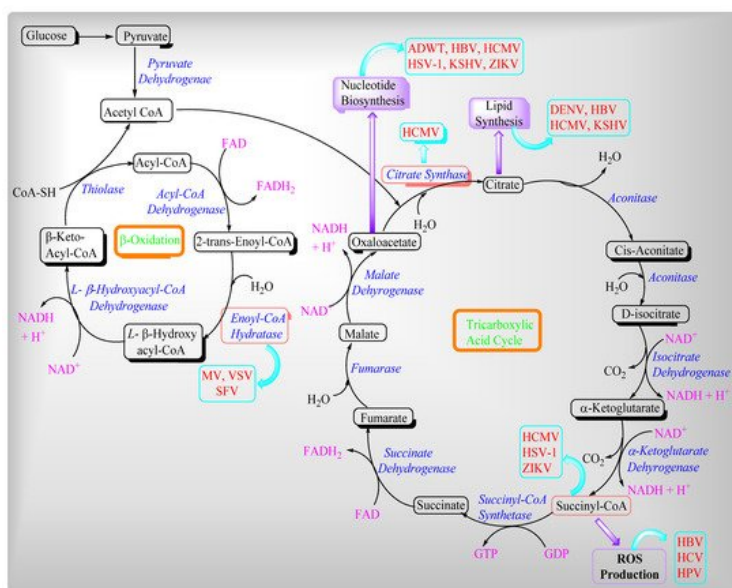 Glucose
Pyruvate
Pyruvate
Dehydrogenae
Acetyl CoA
CoA-SH
Thiolase
Acyl-CoA
FAD
FADH2
Acyl-CoA
Dehydrogenase
β-Keto-
Acyl-CoA
β-Oxidation
2-trans-Enoyl-CoA
H2O
L- β-Hydroxyacyl-CoA
Dehydrogenase
NADH
+ H+
NAD+
L- β-Hydroxy
acyl-CoA
Enoyl-CoA
Hydratase
MV, VSV
SFV
ADWT, HBV, HCMV
HSV-1, KSHV, ZIKV
Nucleotide
Biosynthesis
HCMV
Lipid
Synthesis
DENV, HBV
HCMV, KSHV
Citrate Synthase
Citrate
H2O
H2O
Aconitase
Oxaloacetate
NADH
+ H+
Malate
Dehyrogenase
NAD
Malate
Cis-Aconitate
Aconitase
H2O
D-isocitrate
Tricarboxylic
Acid Cycle
NAD+
Isocitrate
Dehydrogenase
CO2
NADH + H+
Fumarase
H2O
α-Ketoglutarate
Fumarate
HCMV
HSV-1
ZIKV
NAD+
CO2
α-Ketoglutarate
Dehyrogenase
NADH + H+
FADH2
Succinate
Dehydrogenase
FAD
Succinate
Succinyl-CoA
Synthetase
Succinyl-CoA
GTP
GDP
ROS
Production
HBV
HCV
HPV